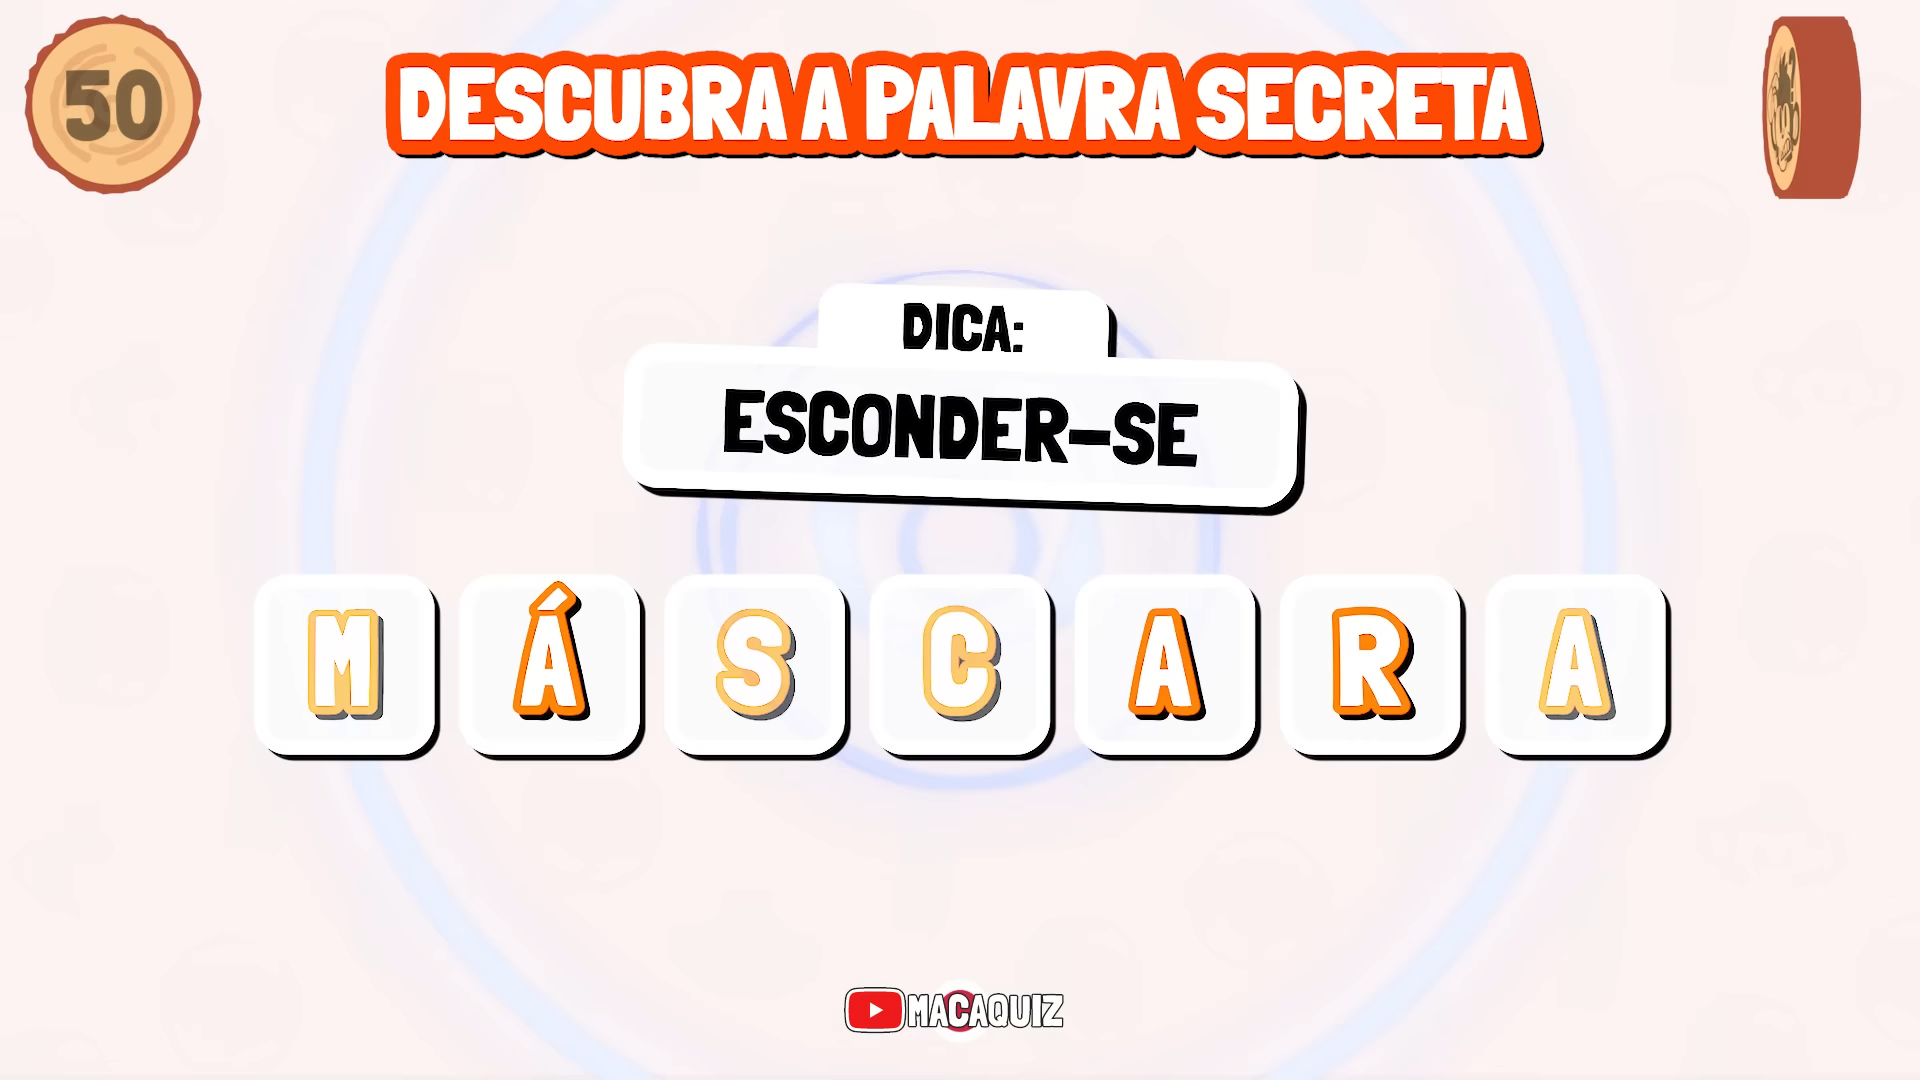 50
DESCUBRA A PALAVRA SECRETA
DICA:
ESCONDER-SE
MÁSCARA
MACAQUIZ